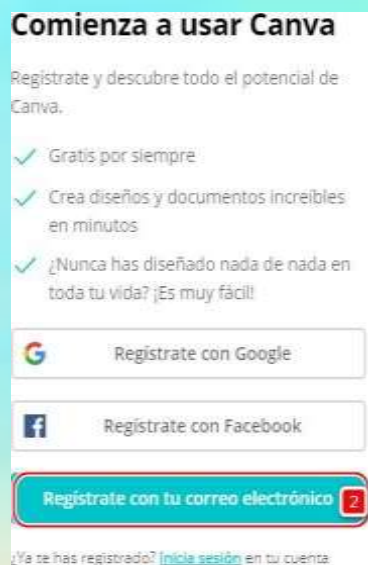 Comienza a usar Canva
Regístrate y descubre todo el potencial de
Canva.
Gratis por siempre
Crea diseños y documentos increíbles
en minutos
¿Nunca has diseñado nada de nada en
toda tu vida? ¡Es muy fácil!
Regístrate con Google
Regístrate con Facebook
Regístrate con tu correo electrónico 2
¿Ya te has registrado? Inicia sesión en tu cuenta